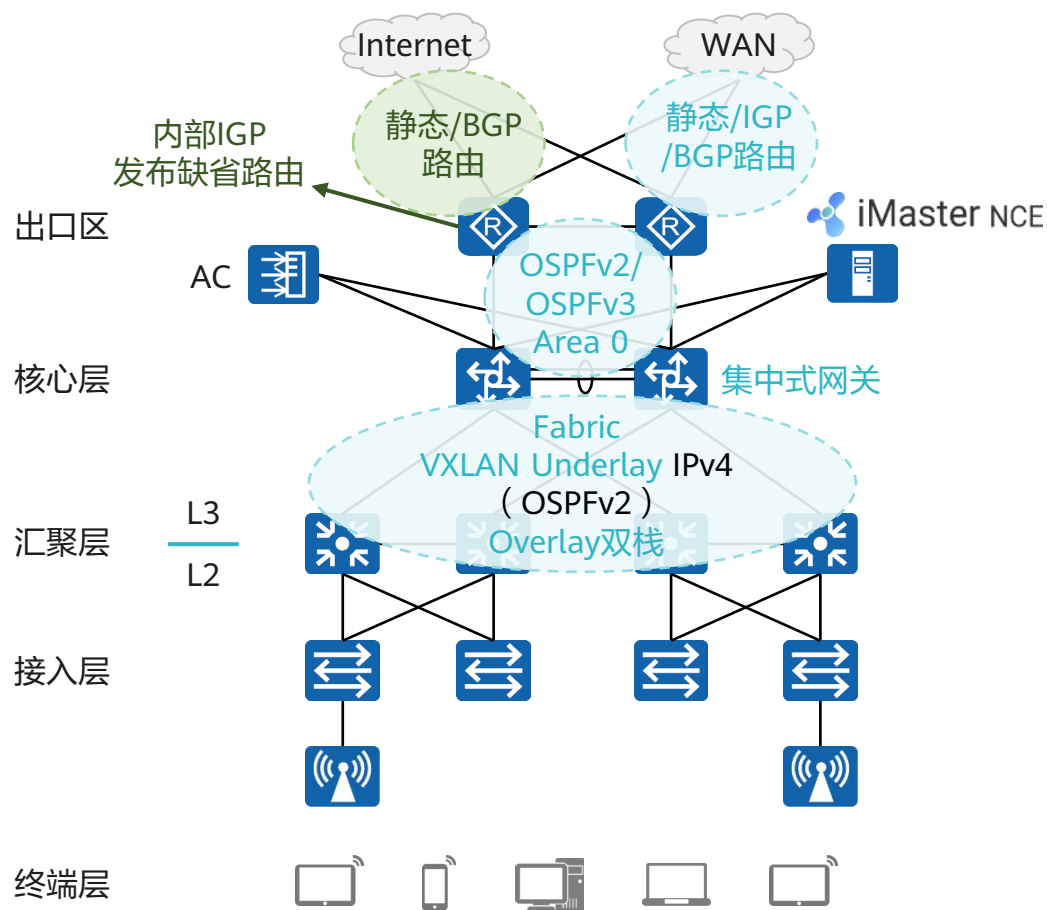 Internet
WAN
静态/BGP
路由
静态/IGP
/BGP路由
内部IGP
发布缺省路由
出口区
R
R
iMaster NCE
AC
OSPFv2/
OSPFv3
Area 0
核心层
集中式网关
Fabric
VXLAN Underlay IPv4
（OSPFv2）
Overlay双栈
L3
汇聚层
L2
接入层
终端层